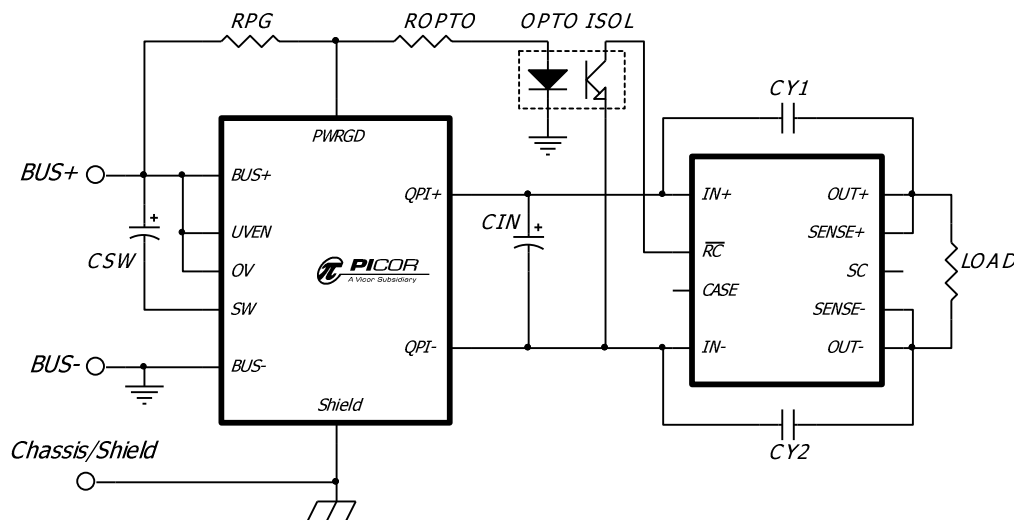 RPG
ROPTO
OPTO ISOL
CY1
PWRGD
BUS+
BUS+
QPI+
IN+
OUT+
UVEN
CIN
+
SENSE+
+
CSW
RC
OV
PICOR
A Vicor Subsidiary
SC
LOAD
CASE
SW
SENSE-
QPI-
IN-
OUT-
BUS-
BUS-
Shield
Chassis/Shield
CY2